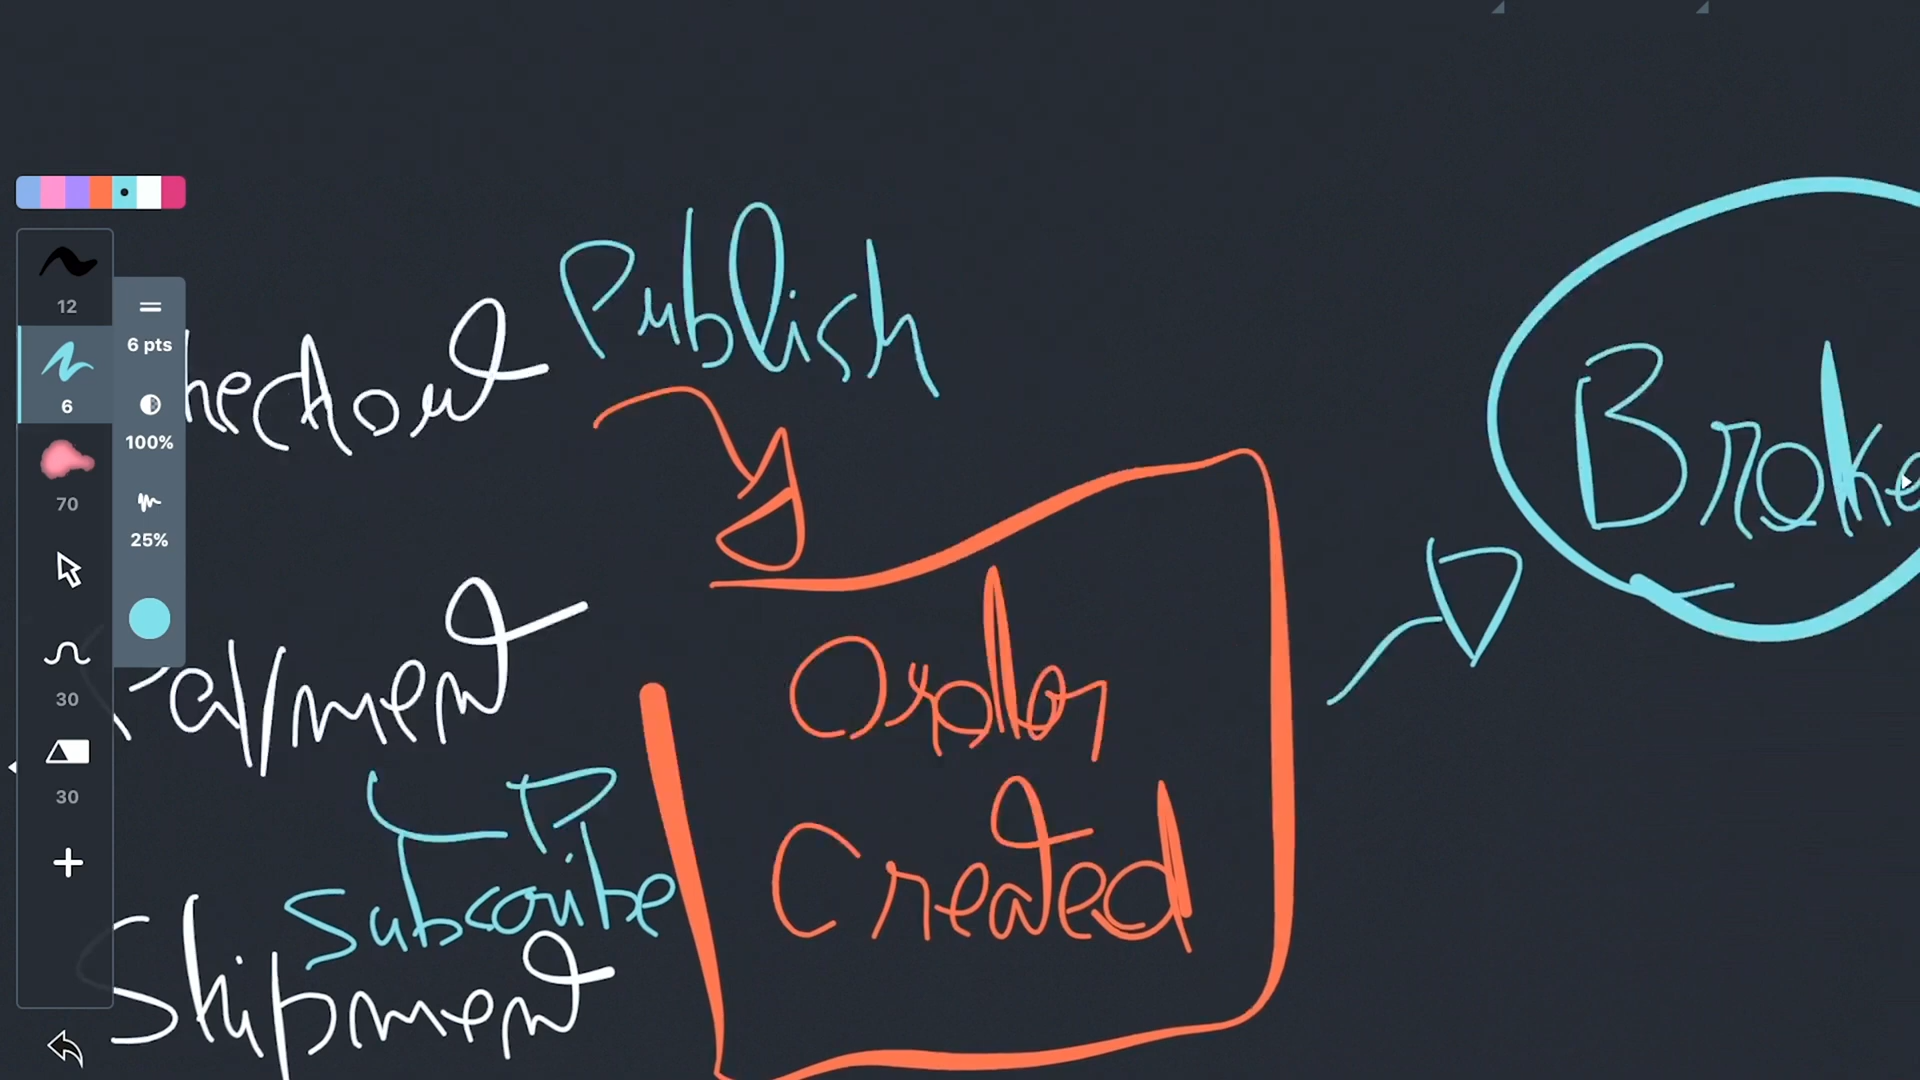 Publish
heckout
Broke
Payment
Order
Created
Subscribe
Shipment
12
6
70
30
30
6 pts
100%
25%